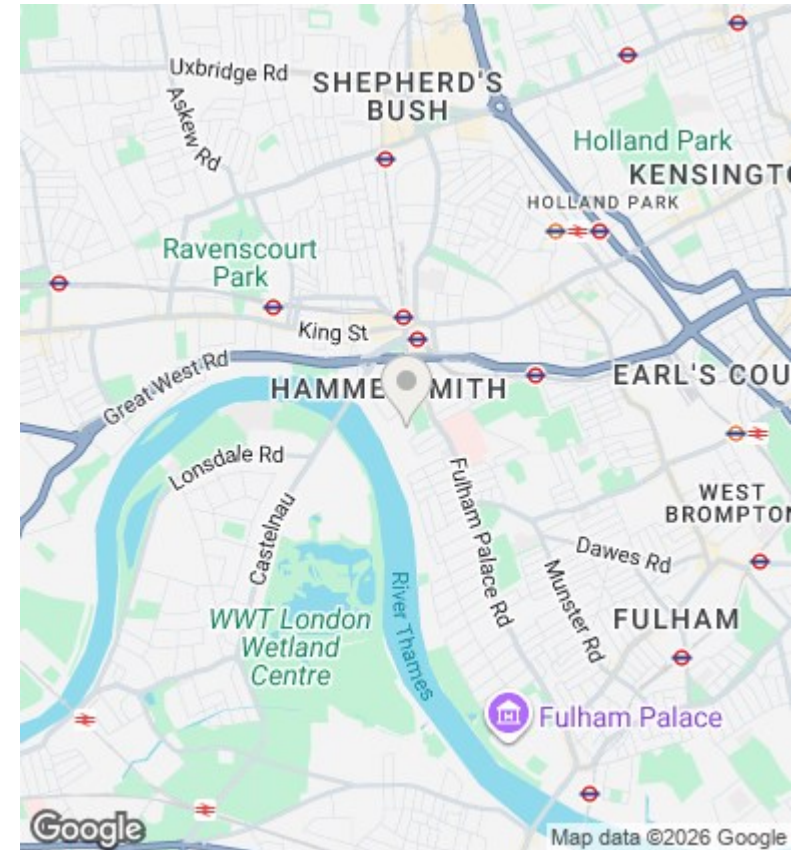 Uxbridge Rd
SHEPHERD'S
BUSH
Askew Rd
Holland Park
KENSINGTO
HOLLAND PARK
Ravenscourt
Park
King St
Great West Rd
HAMME SMITH
EARL'S COU
Lonsdale Rd
Castelnau
Fulham Palace Rd
WEST
BROMPTON
Dawes Rd
Munster Rd
River Thames
WWT London
Wetland
Centre
FULHAM
Fulham Palace
Google
Map data ©2026 Google